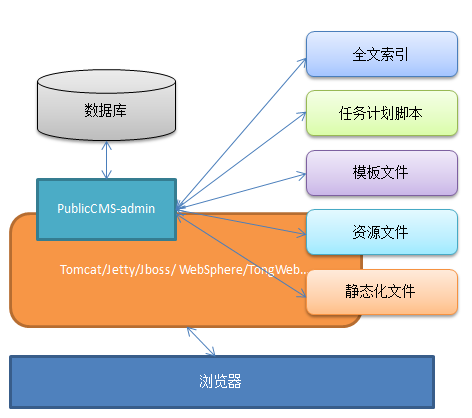 全文索引
数据库
任务计划脚本
模板文件
PublicCMS-admin
资源文件
Tomcat/Jetty/Jboss/ WebSphere/TongWeb...
静态化文件
浏览器